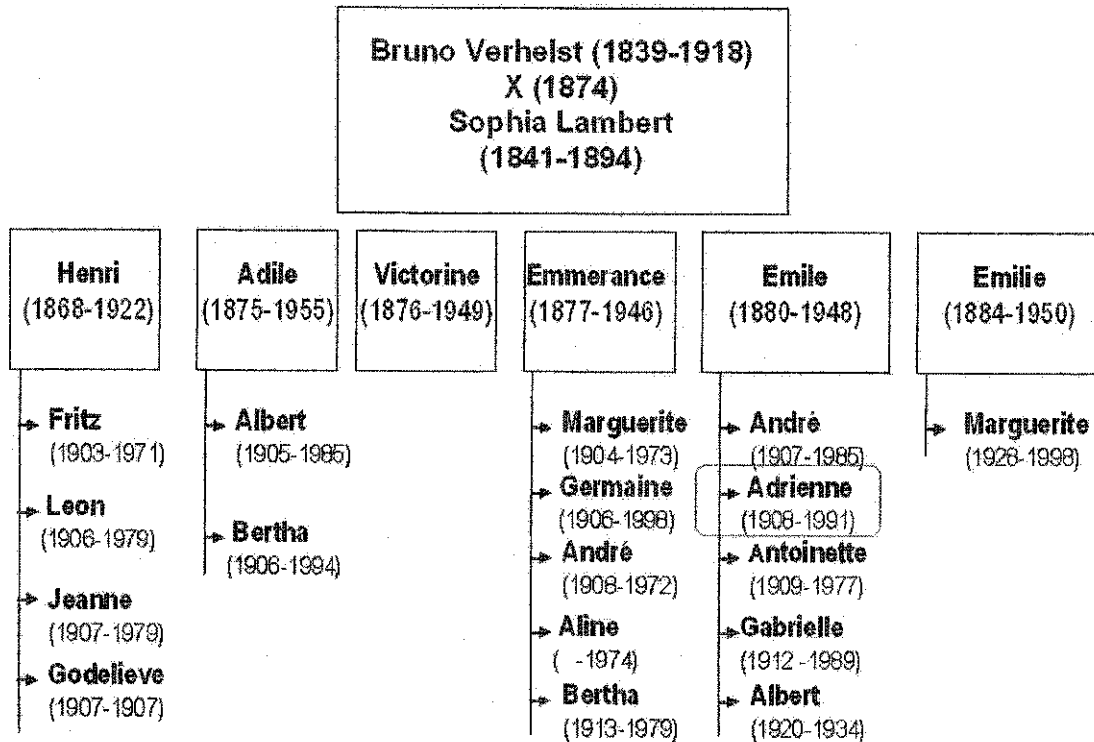 Bruno Verhelst (1839-1918)
X (1874)
Sophia Lambert
(1841-1894)
Henri
(1868-1922)
Adile
(1875-1955)
Victorine
(1876-1949)
Emmerance
(1877-1946)
Emile
(1880-1948)
Emilie
(1884-1950)
Fritz
(1903-1971)
Leon
(1906-1979)
Jeanne
(1907-1979)
Godelieve
(1907-1907)
Albert
(1905-1985)
Bertha
(1906-1994)
Marguerite
(1904-1973)
Germaine
(1906-1998)
André
(1908-1972)
Aline
( -1974)
Bertha
(1913-1979)
André
(1907-1985)
Adrienne
(1908-1991)
Antoinette
(1909-1977)
Gabrielle
(1912 -1989)
Albert
(1920-1934)
Marguerite
(1926-1998)